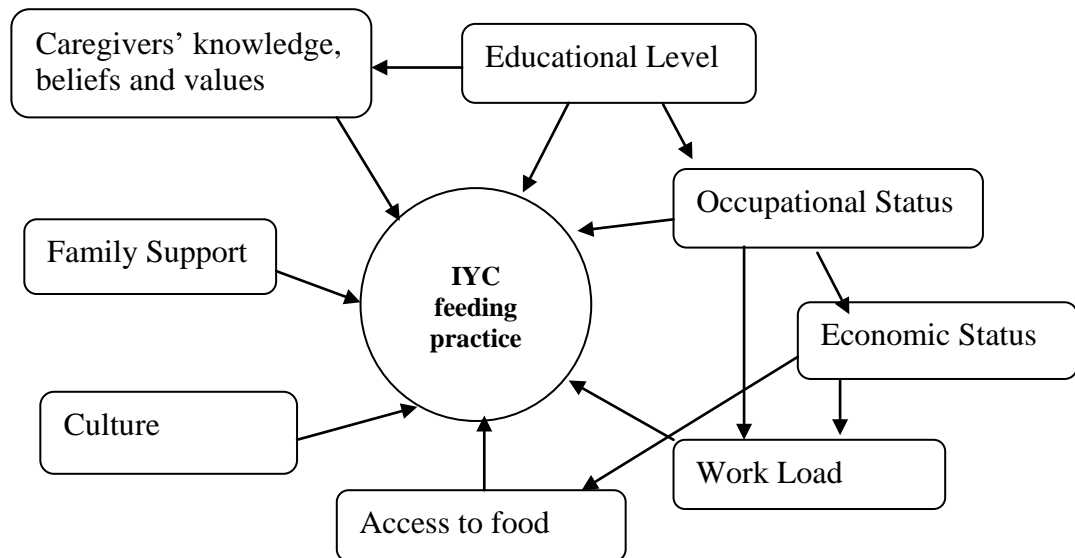 Caregivers’ knowledge,
beliefs and values
Educational Level
Occupational Status
Family Support
IYC
feeding
practice
Economic Status
Culture
Work Load
Access to food